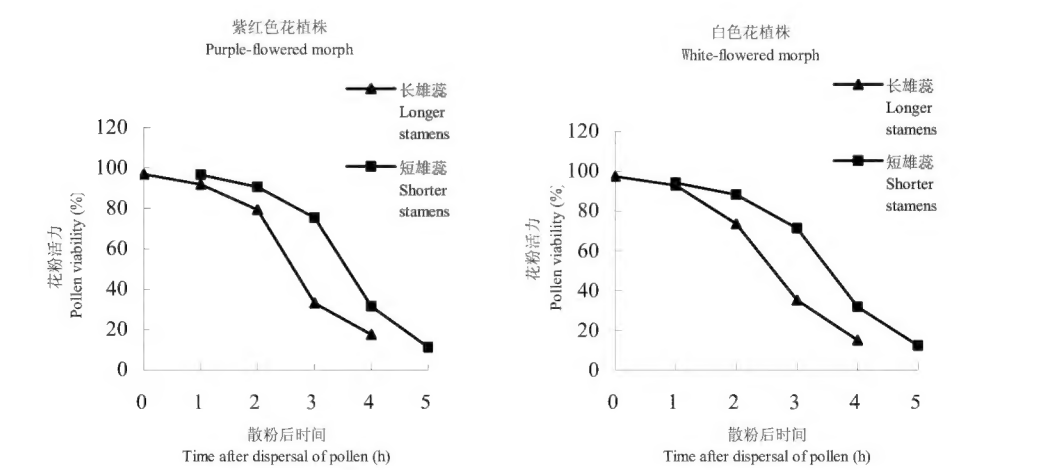 紫红色花植株
Purple-flowered morph
长雄蕊
Longer
stamens
短雄蕊
Shorter
stamens
120
100
80
60
40
20
0
花粉活力
Pollen viability (%)
0 1 2 3 4 5
散粉后时间
Time after dispersal of pollen (h)
白色花植株
White-flowered morph
长雄蕊
Longer
stamens
短雄蕊
Shorter
stamens
120
100
80
60
40
20
0
花粉活力
Pollen viability (%)
0 1 2 3 4 5
散粉后时间
Time after dispersal of pollen (h)